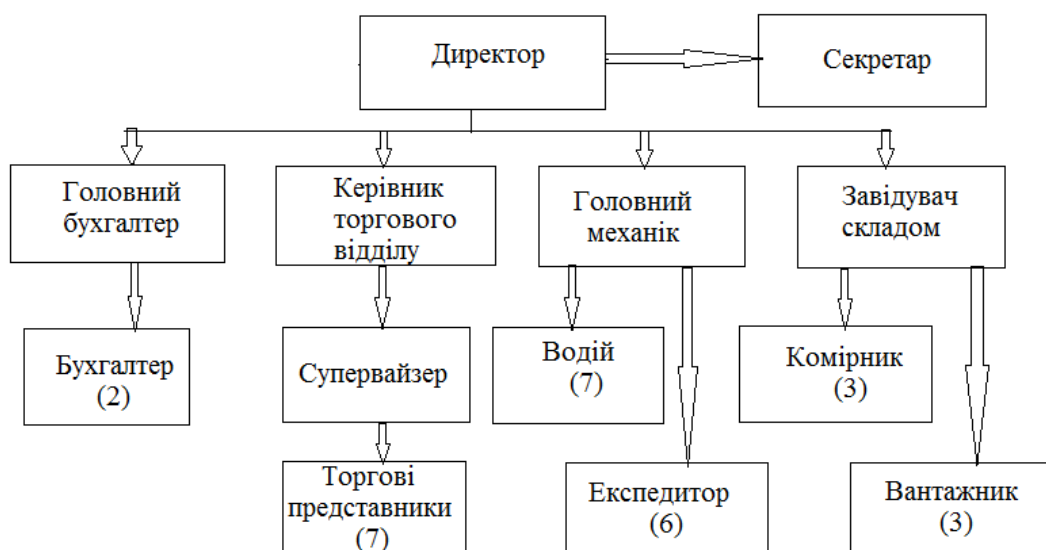 Директор
Секретар
Головний
бухгалтер
Керівник
торгового
відділу
Головний
механік
Завідувач
складом
Бухгалтер
(2)
Супервайзер
Водій
(7)
Комірник
(3)
Торгові
представники
(7)
Експедитор
(6)
Вантажник
(3)